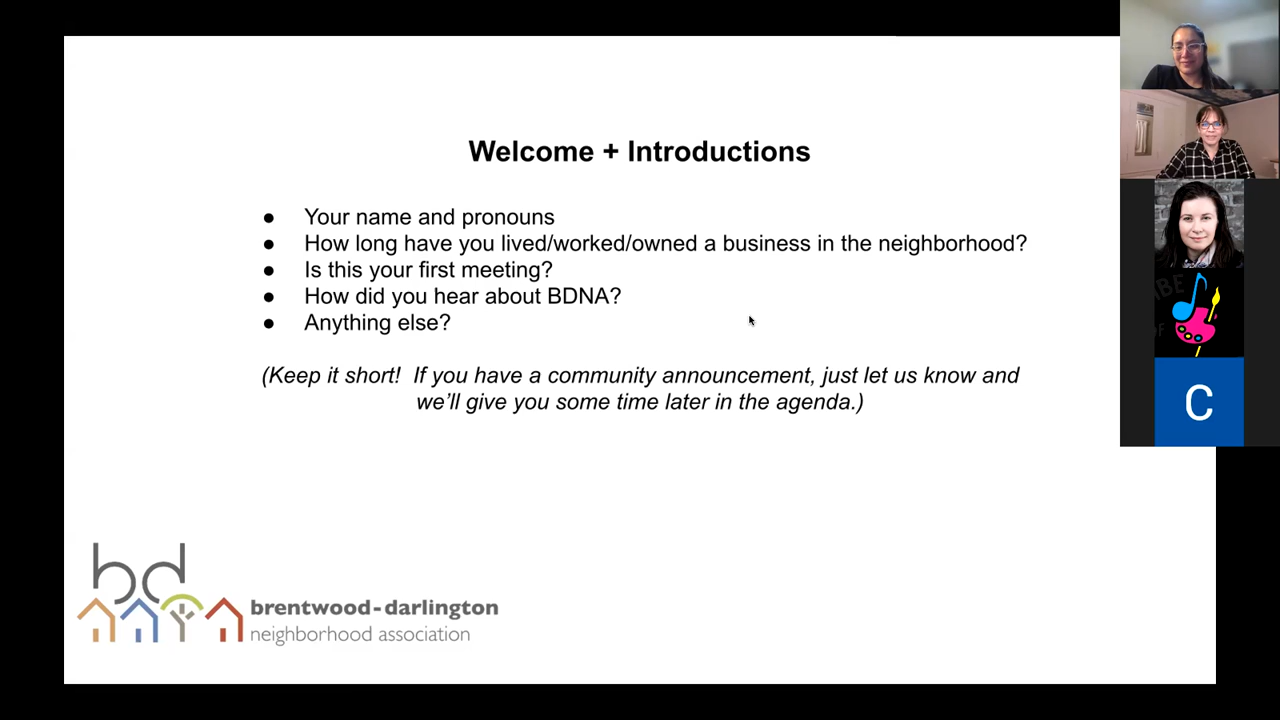 Welcome + Introductions
● Your name and pronouns
● How long have you lived/worked/owned a business in the neighborhood?
● Is this your first meeting?
● How did you hear about BDNA?
● Anything else?
(Keep it short! If you have a community announcement, just let us know and
we’ll give you some time later in the agenda.)
bd
brentwood-darlington
neighborhood association
C